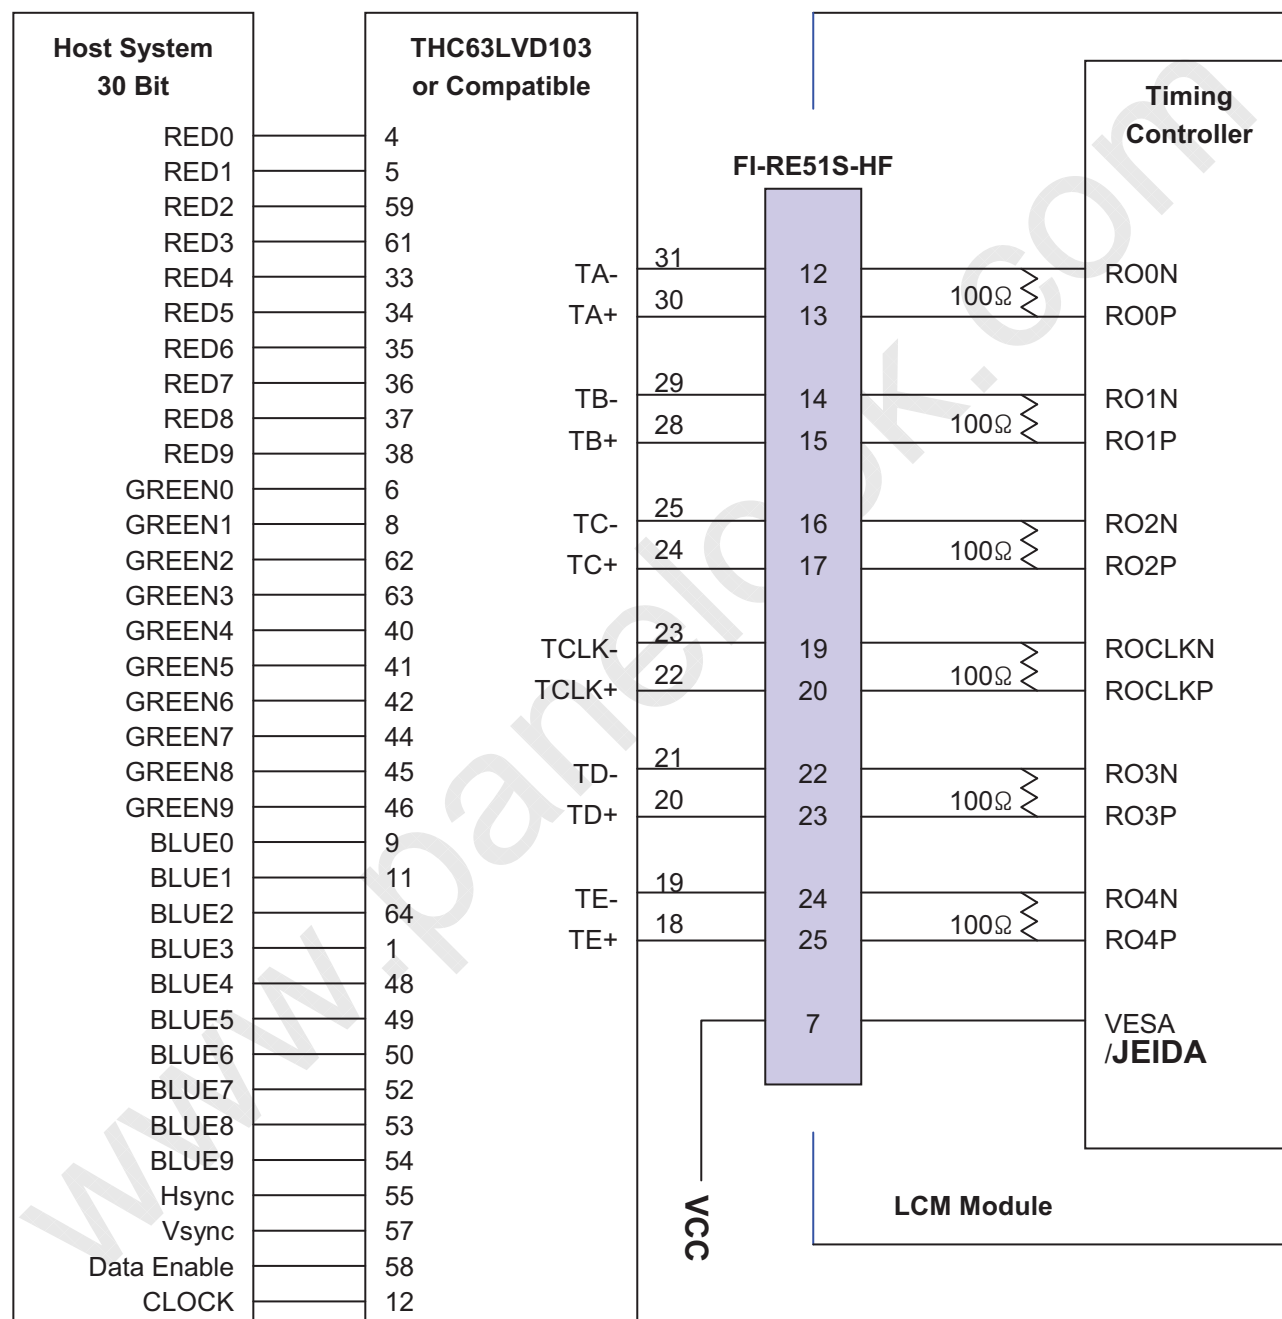 Host System
30 Bit
RED0
RED1
RED2
RED3
RED4
RED5
RED6
RED7
RED8
RED9
GREEN0
GREEN1
GREEN2
GREEN3
GREEN4
GREEN5
GREEN6
GREEN7
GREEN8
GREEN9
BLUE0
BLUE1
BLUE2
BLUE3
BLUE4
BLUE5
BLUE6
BLUE7
BLUE8
BLUE9
Hsync
Vsync
Data Enable
CLOCK
THC63LVD103
or Compatible
4
5
59
61
33
34
35
36
37
38
6
8
62
63
40
41
42
44
45
46
9
11
64
1
48
49
50
52
53
54
55
57
58
12
TA-
TA+
TB-
TB+
TC-
TC+
TCLK-
TCLK+
TD-
TD+
TE-
TE+
31
30
29
28
25
24
23
22
21
20
19
18
VCC
FI-RE51S-HF
12
13
14
15
16
17
19
20
22
23
24
25
7
100Ω
100Ω
100Ω
100Ω
100Ω
100Ω
Timing
Controller
RO0N
RO0P
RO1N
RO1P
RO2N
RO2P
ROCLKN
ROCLKP
RO3N
RO3P
RO4N
RO4P
VESA
/JEIDA
LCM Module
www.panelook.com